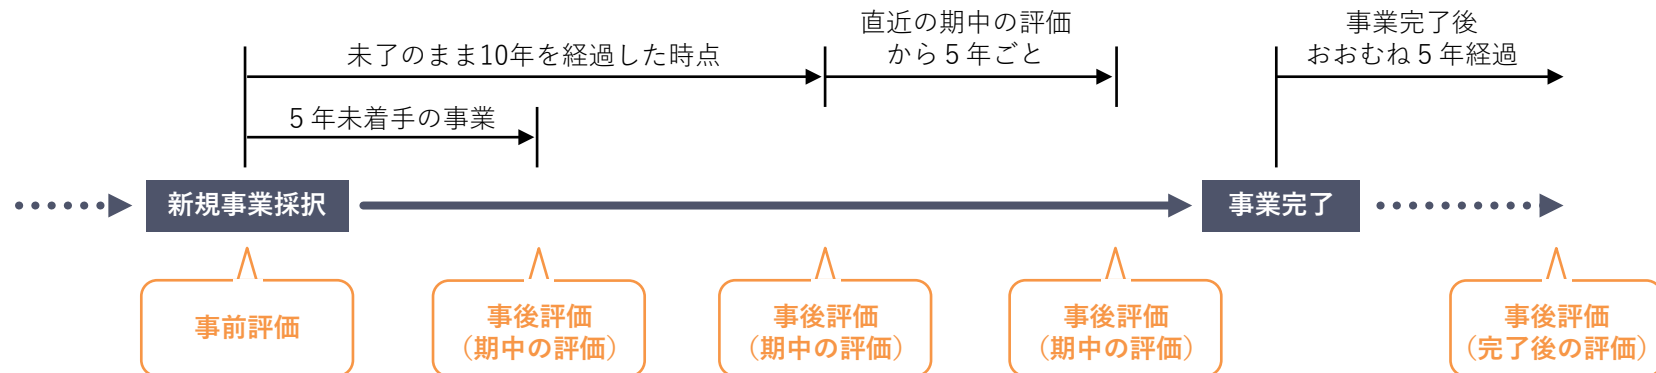 直近の期中の評価
から５年ごと
事業完了後
おおむね５年経過
未了のまま10年を経過した時点
５年未着手の事業
新規事業採択
事業完了
事前評価
事後評価
（期中の評価）
事後評価
（期中の評価）
事後評価
（期中の評価）
事後評価
（完了後の評価）